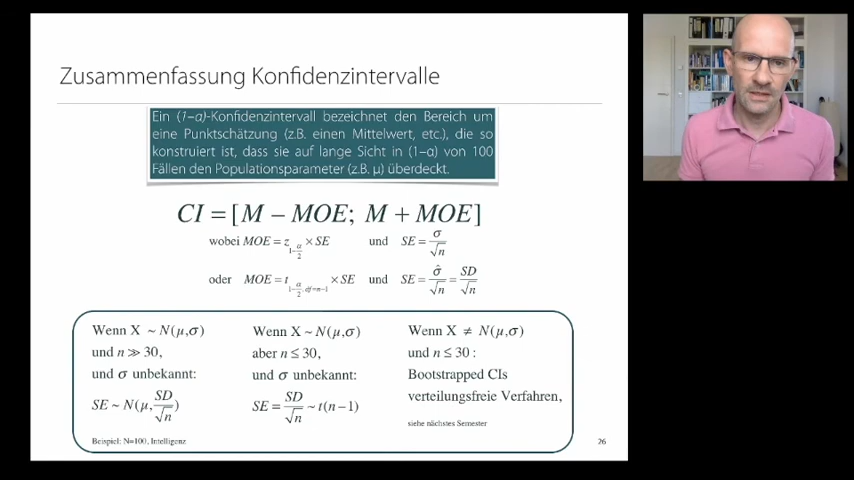 Zusammenfassung Konfidenzintervalle
Ein (1−α)-Konfidenzintervall bezeichnet den Bereich um
eine Punktschätzung (z.B. einen Mittelwert, etc.), die so
konstruiert ist, dass sie auf lange Sicht in (1−α) von 100
Fällen den Populationsparameter (z.B. μ) überdeckt.
CI = [M − MOE; M + MOE]
wobei MOE = z_{1−α/2} × SE und SE = σ/√n
oder MOE = t_{1−α/2, df=n−1} × SE und SE = σ̂/√n = SD/√n
Wenn X ~ N(μ,σ)
und n ≫ 30,
und σ unbekannt:
SE ~ N(μ, SD/√n)
Beispiel: N=100, Intelligenz
Wenn X ~ N(μ,σ)
aber n ≤ 30,
und σ unbekannt:
SE = SD/√n ~ t(n−1)
Wenn X ≠ N(μ,σ)
und n ≤ 30 :
Bootstrapped CIs
verteilungsfreie Verfahren,
siehe nächstes Semester
26